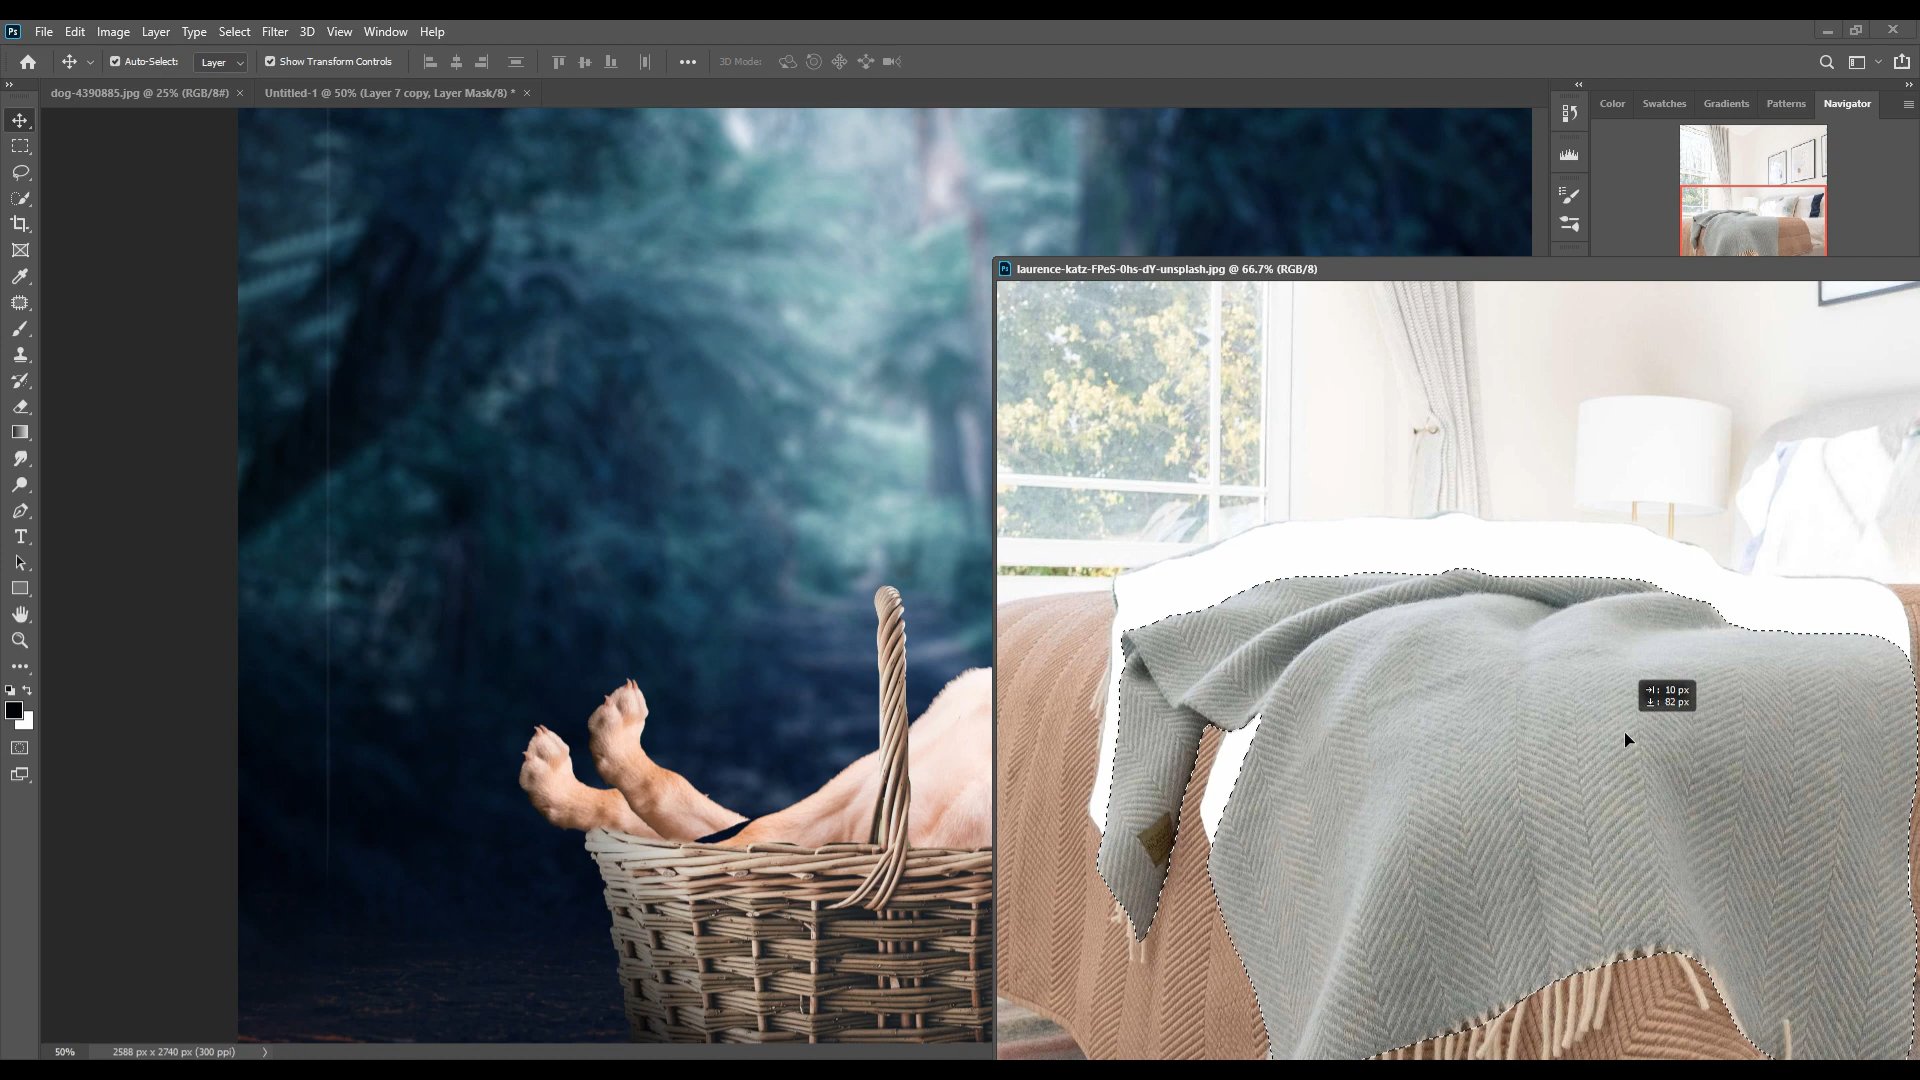 Ps File Edit Image Layer Type Select Filter 3D View Window Help
Auto-Select: Layer Show Transform Controls 3D Mode:
dog-4390885.jpg @ 25% (RGB/8#) × Untitled-1 @ 50% (Layer 7 copy, Layer Mask/8) * ×
Color Swatches Gradients Patterns Navigator
Ps laurence-katz-FPeS-0hs-dY-unsplash.jpg @ 66.7% (RGB/8)
T
: 10 px
: 82 px
50% 2588 px x 2740 px (300 ppi)